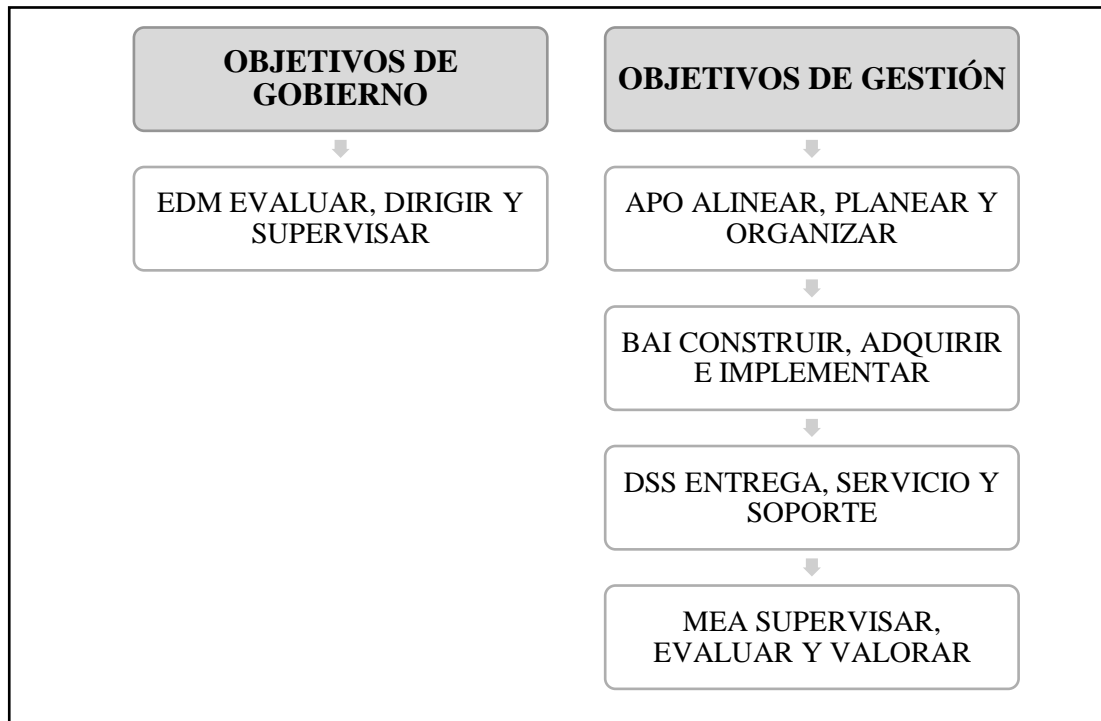 OBJETIVOS DE
GOBIERNO
EDM EVALUAR, DIRIGIR Y
SUPERVISAR
OBJETIVOS DE GESTIÓN
APO ALINEAR, PLANEAR Y
ORGANIZAR
BAI CONSTRUIR, ADQUIRIR
E IMPLEMENTAR
DSS ENTREGA, SERVICIO Y
SOPORTE
MEA SUPERVISAR,
EVALUAR Y VALORAR